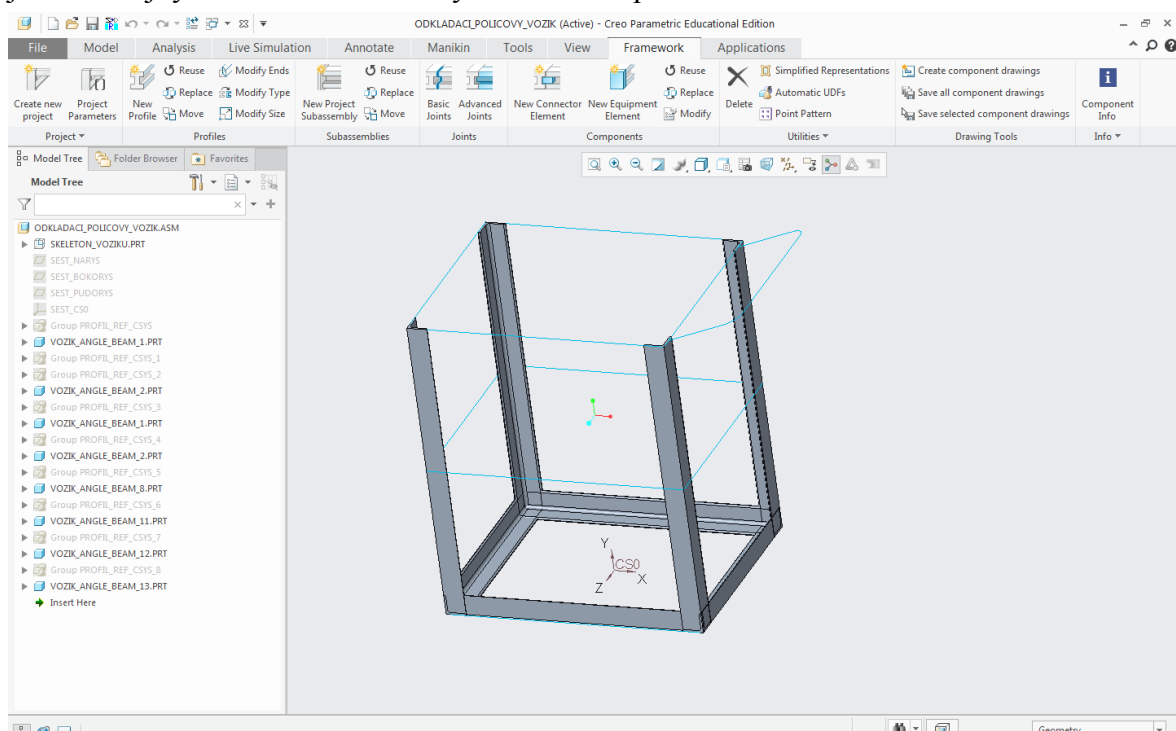 ODKLADACI_POLICOVY_VOZIK (Active) - Creo Parametric Educational Edition
File Model Analysis Live Simulation Annotate Manikin Tools View Framework Applications
Create new project
Project Parameters
Project
New Profile
Reuse
Replace
Move
Modify Ends
Modify Type
Modify Size
Profiles
New Project Subassembly
Reuse
Replace
Move
Subassemblies
Basic Joints
Advanced Joints
Joints
New Connector Element
New Equipment Element
Reuse
Replace
Modify
Components
Delete
Simplified Representations
Automatic UDFs
Point Pattern
Utilities
Create component drawings
Save all component drawings
Save selected component drawings
Drawing Tools
Component Info
Info
Model Tree Folder Browser Favorites
Model Tree
ODKLADACI_POLICOVY_VOZIK.ASM
SKELETON_VOZIKU.PRT
SEST_NARYS
SEST_BOKORYS
SEST_PUDORYS
SEST_CS0
Group PROFIL_REF_CSYS
VOZIK_ANGLE_BEAM_1.PRT
Group PROFIL_REF_CSYS_1
Group PROFIL_REF_CSYS_2
VOZIK_ANGLE_BEAM_2.PRT
Group PROFIL_REF_CSYS_3
VOZIK_ANGLE_BEAM_1.PRT
Group PROFIL_REF_CSYS_4
VOZIK_ANGLE_BEAM_2.PRT
Group PROFIL_REF_CSYS_5
VOZIK_ANGLE_BEAM_8.PRT
Group PROFIL_REF_CSYS_6
VOZIK_ANGLE_BEAM_11.PRT
Group PROFIL_REF_CSYS_7
VOZIK_ANGLE_BEAM_12.PRT
Group PROFIL_REF_CSYS_8
VOZIK_ANGLE_BEAM_13.PRT
Insert Here
Y
CS0
X
Z
Geometry